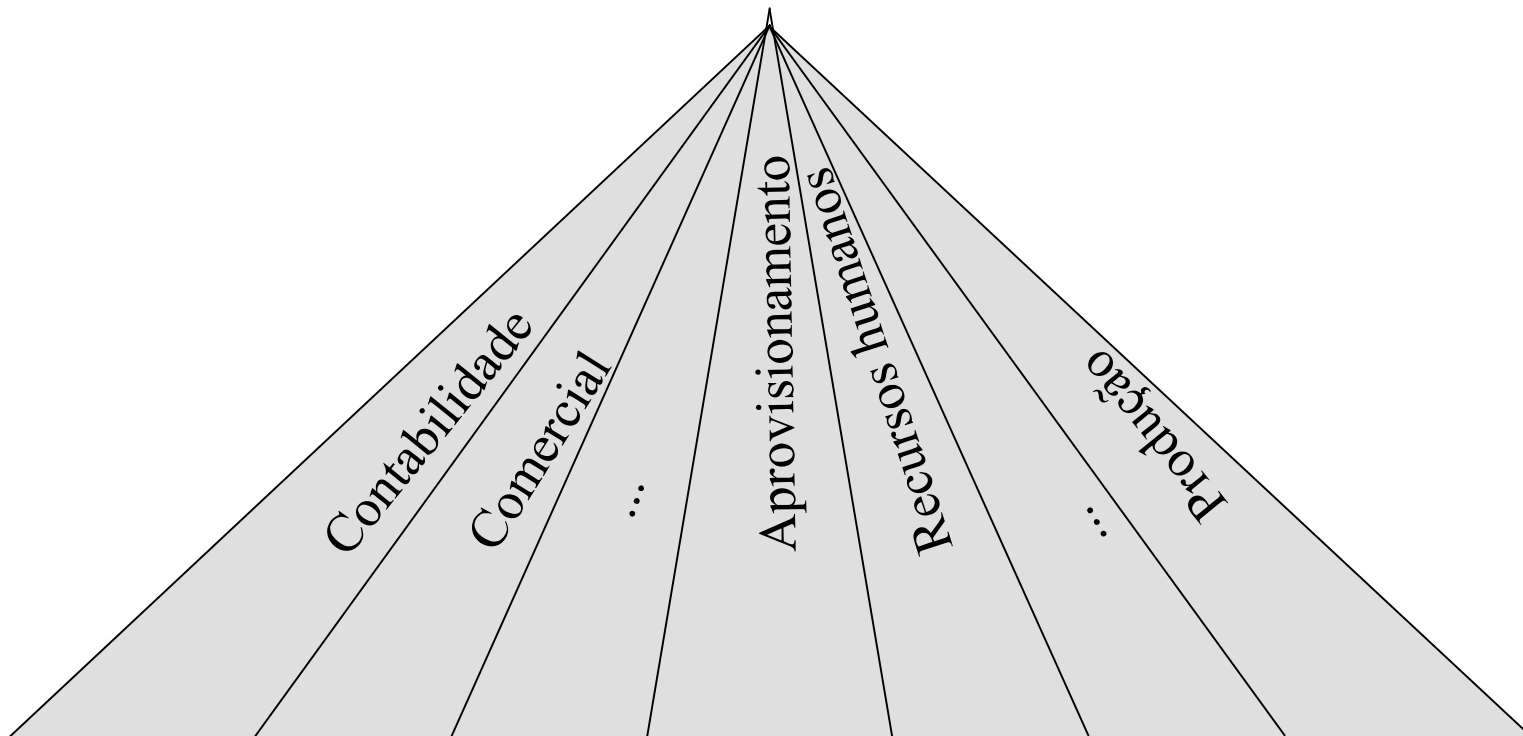 Contabilidade
Comercial
...
Aprovisionamento
Recursos humanos
...
Produção